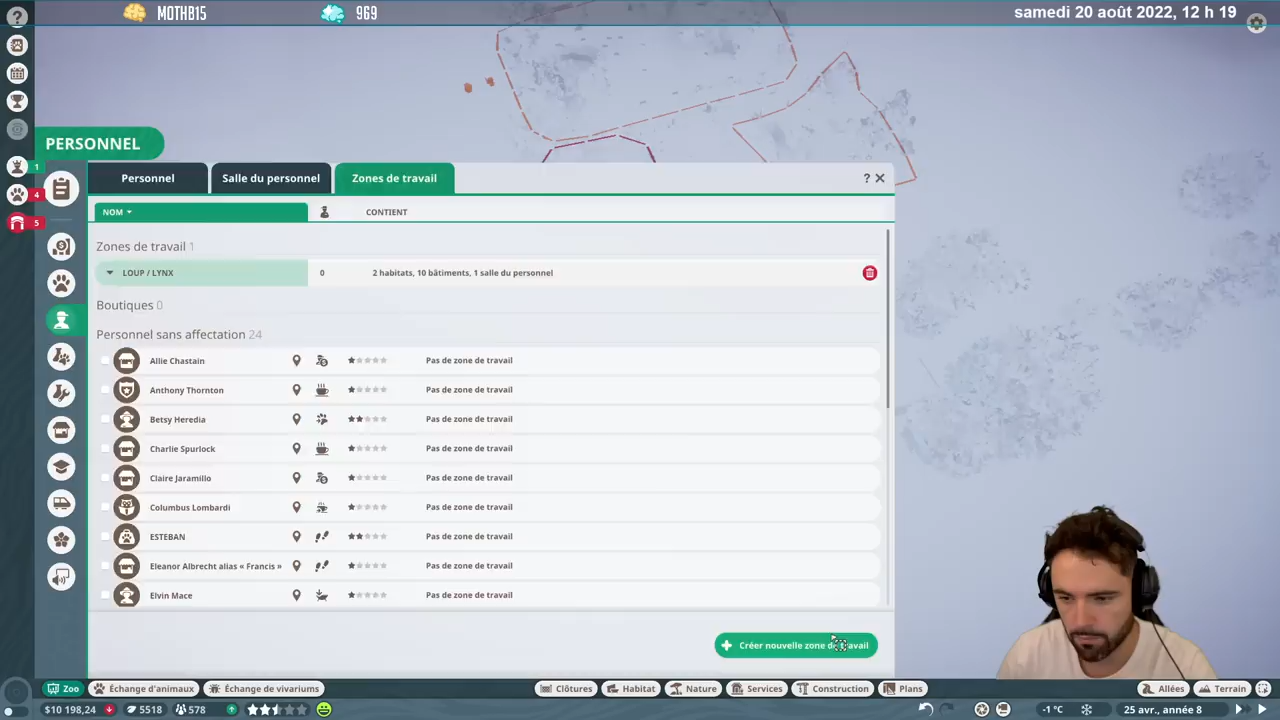 MOTHB15
969
samedi 20 août 2022, 12 h 19
1
4
5
PERSONNEL
Personnel
Salle du personnel
Zones de travail
?
NOM
CONTIENT
Zones de travail 1
LOUP / LYNX
0
2 habitats, 10 bâtiments, 1 salle du personnel
Boutiques 0
Personnel sans affectation 24
Allie Chastain
Pas de zone de travail
Anthony Thornton
Pas de zone de travail
Betsy Heredia
Pas de zone de travail
Charlie Spurlock
Pas de zone de travail
Claire Jaramillo
Pas de zone de travail
Columbus Lombardi
Pas de zone de travail
ESTEBAN
Pas de zone de travail
Eleanor Albrecht alias « Francis »
Pas de zone de travail
Elvin Mace
Pas de zone de travail
Créer nouvelle zone de travail
Zoo
Échange d'animaux
Échange de vivariums
Clôtures
Habitat
Nature
Services
Construction
Plans
Allées
Terrain
$10 198,24
5518
578
-1 °C
25 avr., année 8